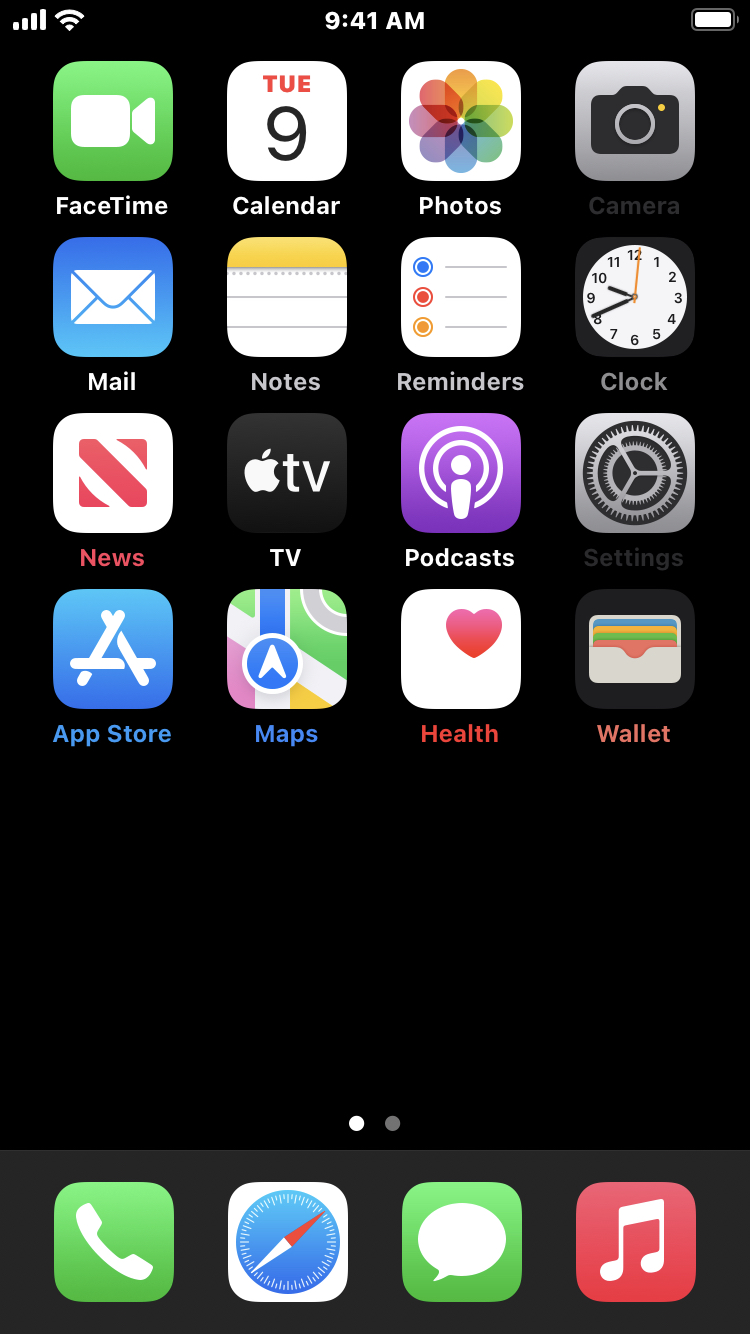 9:41 AM
TUE
9
FaceTime
Calendar
Photos
Camera
12
11
1
10
2
9
3
8
4
7
5
6
Mail
Notes
Reminders
Clock
tv
News
TV
Podcasts
Settings
App Store
Maps
Health
Wallet